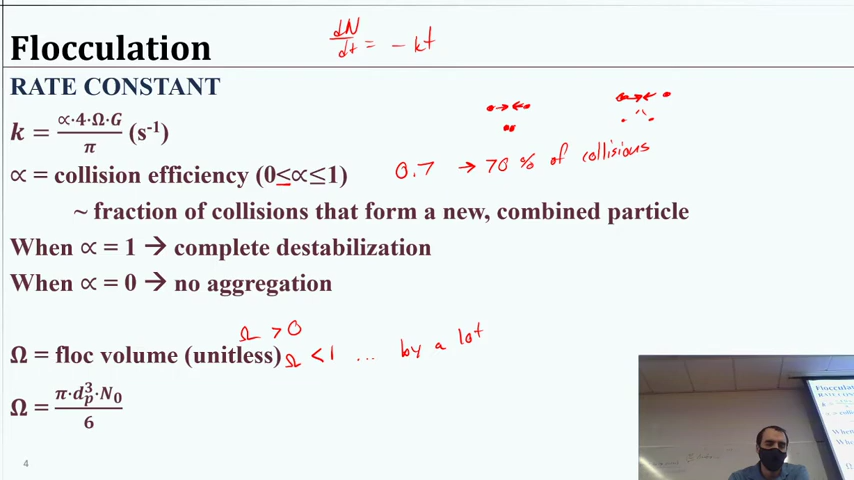 Flocculation
dN/dt = - kt
RATE CONSTANT
k = ∝·4·Ω·G/π (s⁻¹)
∝ = collision efficiency (0≤∝≤1)
0.7 → 70 % of collisions
~ fraction of collisions that form a new, combined particle
When ∝ = 1 → complete destabilization
When ∝ = 0 → no aggregation
Ω > 0
Ω = floc volume (unitless)
Ω < 1 ... by a lot
Ω = π·d_p³·N₀/6
4